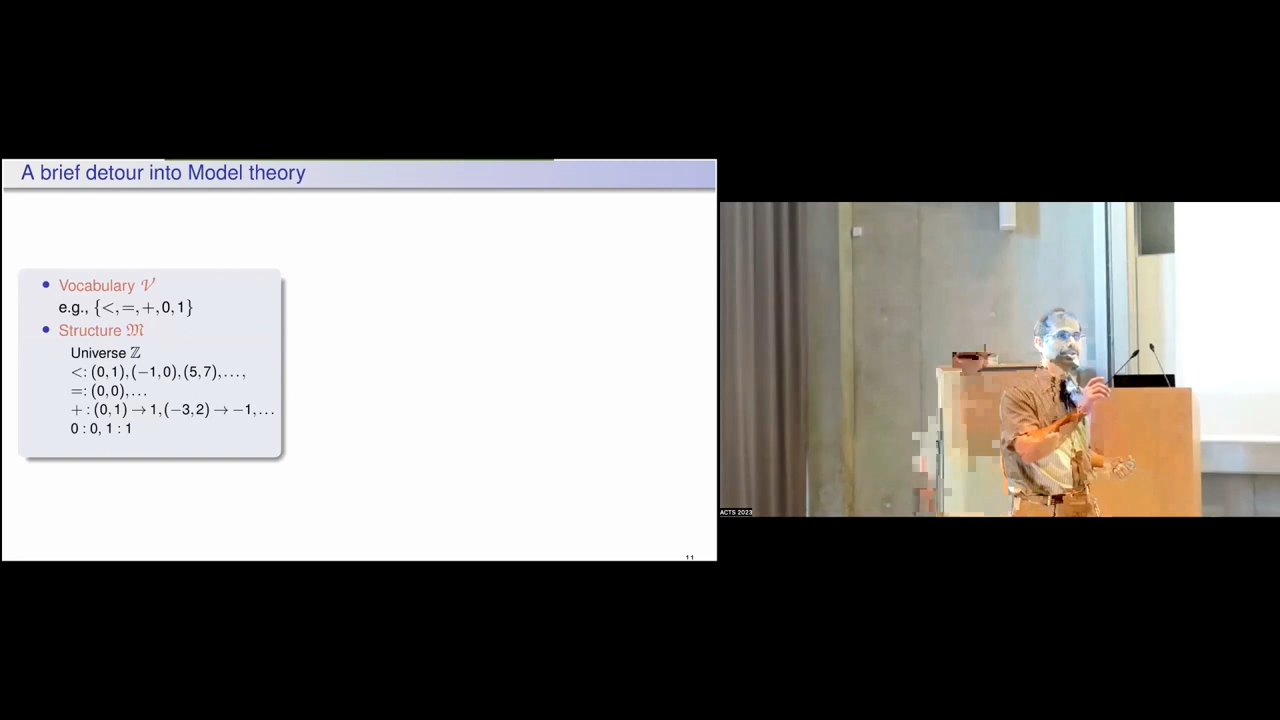 A brief detour into Model theory
• Vocabulary 𝒱
e.g., {<, =, +, 0, 1}
• Structure 𝔐
Universe ℤ
<: (0, 1), (−1, 0), (5, 7), …,
=: (0, 0), …
+ : (0, 1) → 1, (−3, 2) → −1, …
0 : 0, 1 : 1
11
ACTS 2023